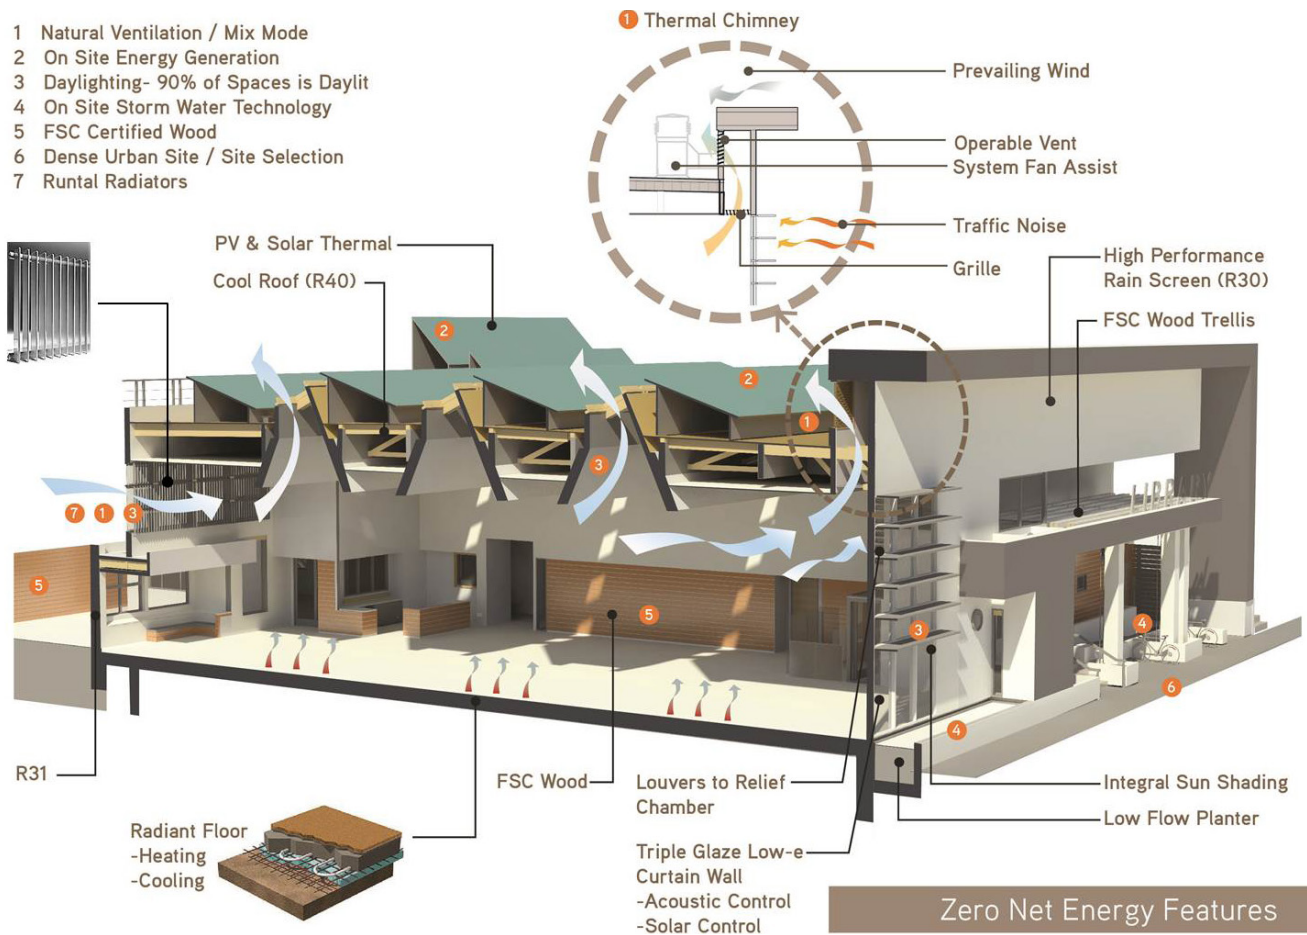 1 Natural Ventilation / Mix Mode
2 On Site Energy Generation
3 Daylighting- 90% of Spaces is Daylit
4 On Site Storm Water Technology
5 FSC Certified Wood
6 Dense Urban Site / Site Selection
7 Runtal Radiators
1 Thermal Chimney
Prevailing Wind
Operable Vent
System Fan Assist
Traffic Noise
Grille
High Performance
Rain Screen (R30)
FSC Wood Trellis
PV & Solar Thermal
Cool Roof (R40)
2
2
1
3
7 1 3
LIBRARY
5
5
3
4
6
4
R31
FSC Wood
Louvers to Relief
Chamber
Integral Sun Shading
Low Flow Planter
Radiant Floor
-Heating
-Cooling
Triple Glaze Low-e
Curtain Wall
-Acoustic Control
-Solar Control
Zero Net Energy Features